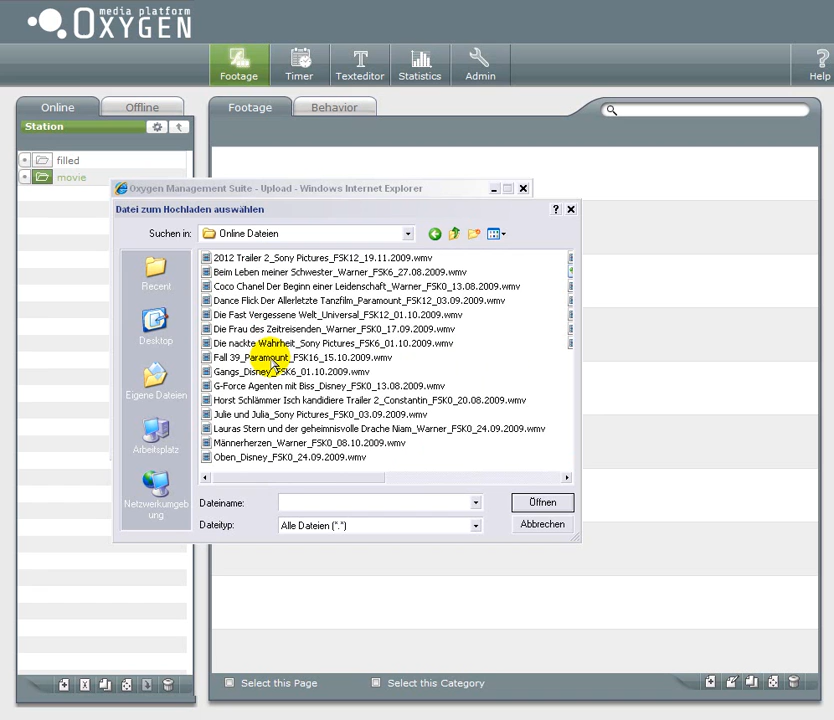 media platform
OXYGEN
Footage
Timer
Texteditor
Statistics
Admin
Help
Online
Offline
Footage
Behavior
Station
filled
movie
Oxygen Management Suite - Upload - Windows Internet Explorer
Datei zum Hochladen auswählen
Suchen in:
Online Dateien
Recent
Desktop
Eigene Dateien
Arbeitsplatz
Netzwerkumgeb
ung
2012 Trailer 2_Sony Pictures_FSK12_19.11.2009.wmv
Beim Leben meiner Schwester_Warner_FSK6_27.08.2009.wmv
Coco Chanel Der Beginn einer Leidenschaft_Warner_FSK0_13.08.2009.wmv
Dance Flick Der Allerletzte Tanzfilm_Paramount_FSK12_03.09.2009.wmv
Die Fast Vergessene Welt_Universal_FSK12_01.10.2009.wmv
Die Frau des Zeitreisenden_Warner_FSK0_17.09.2009.wmv
Die nackte Wahrheit_Sony Pictures_FSK6_01.10.2009.wmv
Fall 39_Paramount_FSK16_15.10.2009.wmv
Gangs_Disney_FSK6_01.10.2009.wmv
G-Force Agenten mit Biss_Disney_FSK0_13.08.2009.wmv
Horst Schlämmer Isch kandidiere Trailer 2_Constantin_FSK0_20.08.2009.wmv
Julie und Julia_Sony Pictures_FSK0_03.09.2009.wmv
Lauras Stern und der geheimnisvolle Drache Niam_Warner_FSK0_24.09.2009.wmv
Männerherzen_Warner_FSK0_08.10.2009.wmv
Oben_Disney_FSK0_24.09.2009.wmv
Dateiname:
Öffnen
Dateityp:
Alle Dateien (*.*)
Abbrechen
Select this Page
Select this Category